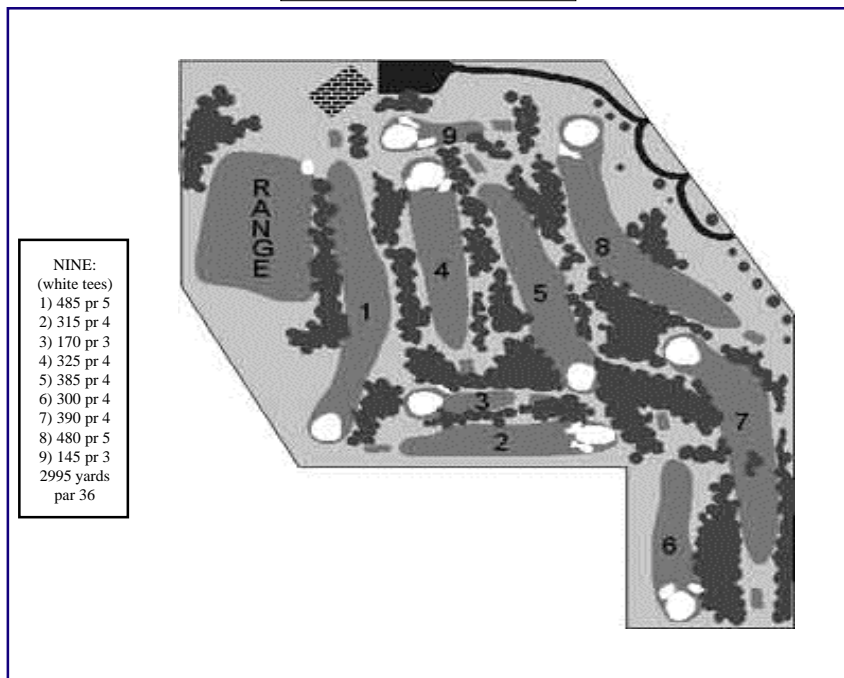 NINE:
(white tees)
1) 485 pr 5
2) 315 pr 4
3) 170 pr 3
4) 325 pr 4
5) 385 pr 4
6) 300 pr 4
7) 390 pr 4
8) 480 pr 5
9) 145 pr 3
2995 yards
par 36
RANGE
9
8
4
5
1
3
7
2
6